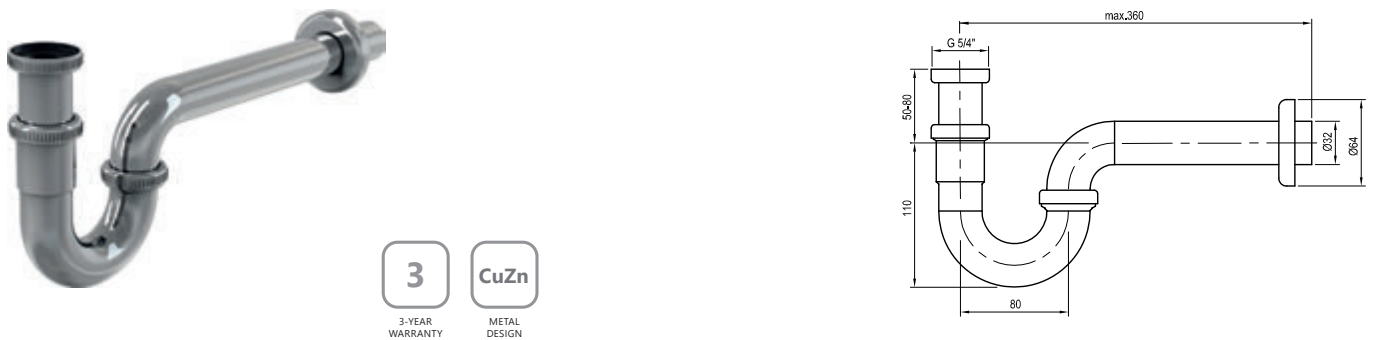 3
3-YEAR
WARRANTY
CuZn
METAL
DESIGN
max.360
G 5/4"
50-80
110
80
Ø32
Ø64